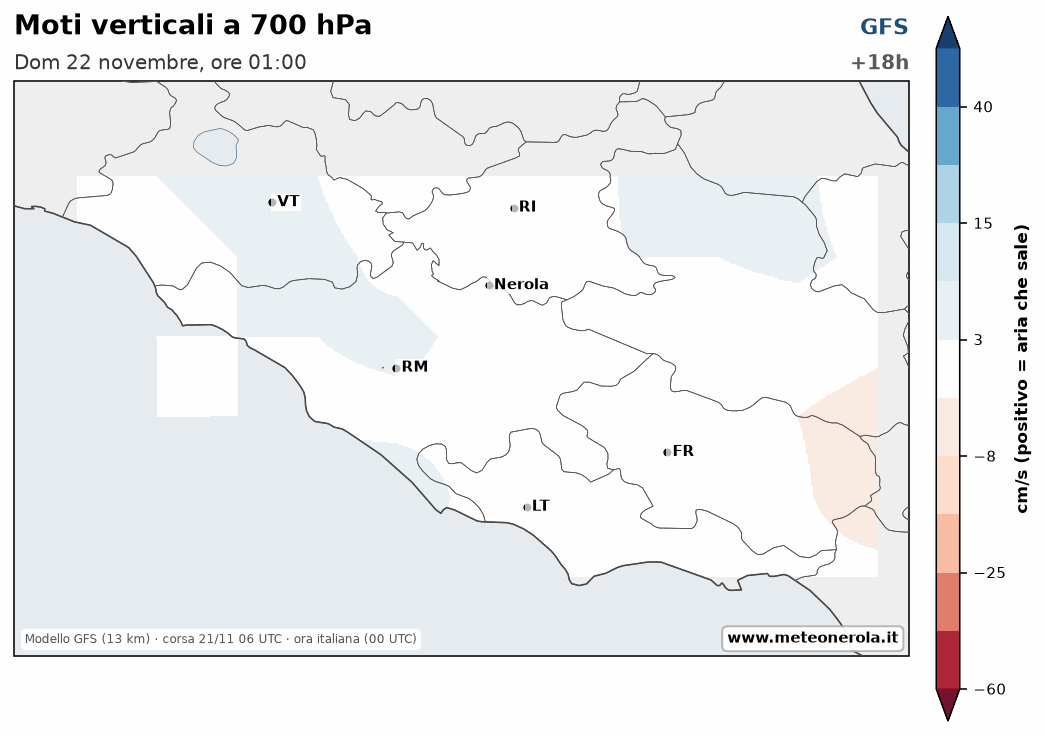 Moti verticali a 700 hPa
GFS
Dom 22 novembre, ore 01:00
+18h
40
15
3
−8
−25
−60
cm/s (positivo = aria che sale)
VT
RI
Nerola
RM
FR
LT
Modello GFS (13 km) · corsa 21/11 06 UTC · ora italiana (00 UTC)
www.meteonerola.it